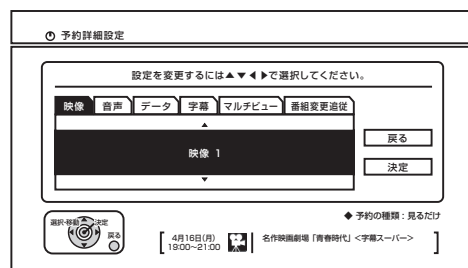 予約詳細設定
設定を変更するには▲▼◀▶で選択してください。
映像 音声 データ 字幕 マルチビュー 番組変更追従
▲
映像 1
▼
戻る
決定
◆ 予約の種類：見るだけ
選択・移動 決定
戻る
4月16日(月)
19:00~21:00
名作映画劇場「青春時代」<字幕スーパー>